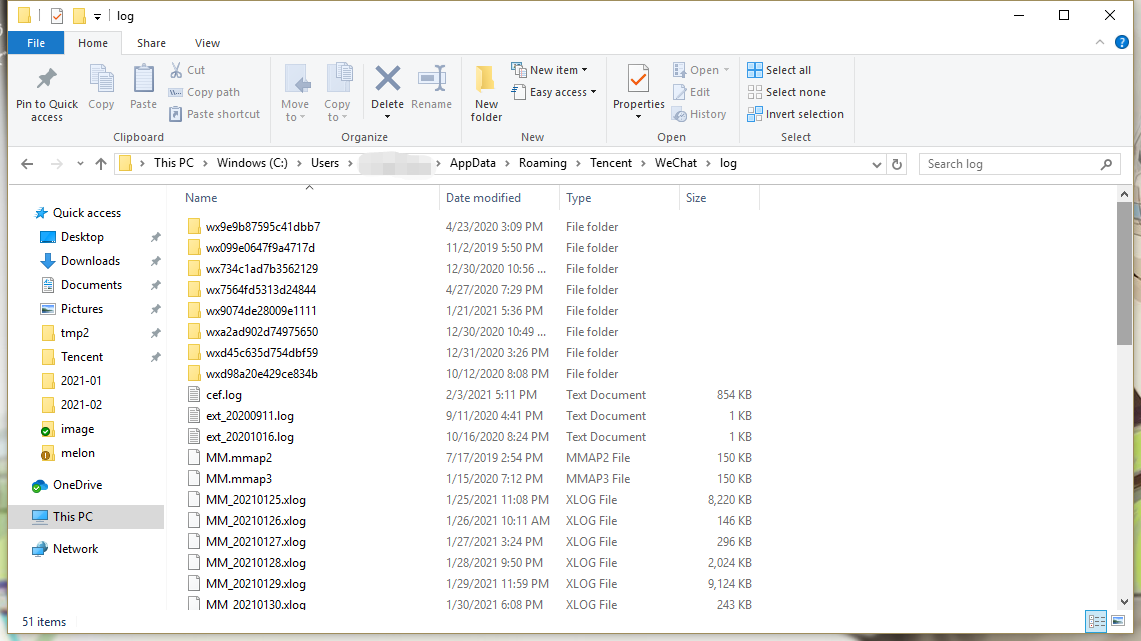 log
File Home Share View
Pin to Quick access
Copy
Paste
Cut
Copy path
Paste shortcut
Clipboard
Move to
Copy to
Delete
Rename
Organize
New folder
New item
Easy access
New
Properties
Open
Edit
History
Open
Select all
Select none
Invert selection
Select
This PC > Windows (C:) > Users > > AppData > Roaming > Tencent > WeChat > log
Search log
Quick access
Desktop
Downloads
Documents
Pictures
tmp2
Tencent
2021-01
2021-02
image
melon
OneDrive
This PC
Network
Name Date modified Type Size
wx9e9b87595c41dbb7 4/23/2020 3:09 PM File folder
wx099e0647f9a4717d 11/2/2019 5:50 PM File folder
wx734c1ad7b3562129 12/30/2020 10:56 ... File folder
wx7564fd5313d24844 4/27/2020 7:29 PM File folder
wx9074de28009e1111 1/21/2021 5:36 PM File folder
wxa2ad902d74975650 12/30/2020 10:49 ... File folder
wxd45c635d754dbf59 12/31/2020 3:26 PM File folder
wxd98a20e429ce834b 10/12/2020 8:08 PM File folder
cef.log 2/3/2021 5:11 PM Text Document 854 KB
ext_20200911.log 9/11/2020 4:41 PM Text Document 1 KB
ext_20201016.log 10/16/2020 8:24 PM Text Document 1 KB
MM.mmap2 7/17/2019 2:54 PM MMAP2 File 150 KB
MM.mmap3 1/15/2020 7:12 PM MMAP3 File 150 KB
MM_20210125.xlog 1/25/2021 11:08 PM XLOG File 8,220 KB
MM_20210126.xlog 1/26/2021 10:11 AM XLOG File 146 KB
MM_20210127.xlog 1/27/2021 3:24 PM XLOG File 296 KB
MM_20210128.xlog 1/28/2021 9:50 PM XLOG File 2,024 KB
MM_20210129.xlog 1/29/2021 11:59 PM XLOG File 9,124 KB
MM_20210130.xlog 1/30/2021 6:08 PM XLOG File 243 KB
51 items